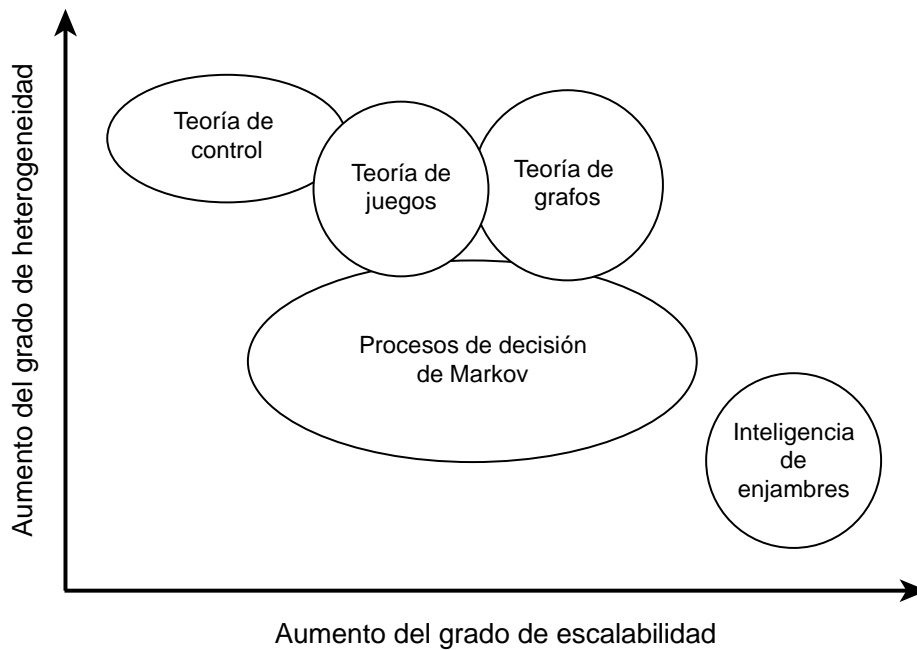 Aumento del grado de heterogeneidad
Teoría de
control
Teoría de
juegos
Teoría de
grafos
Procesos de decisión
de Markov
Inteligencia
de
enjambres
Aumento del grado de escalabilidad